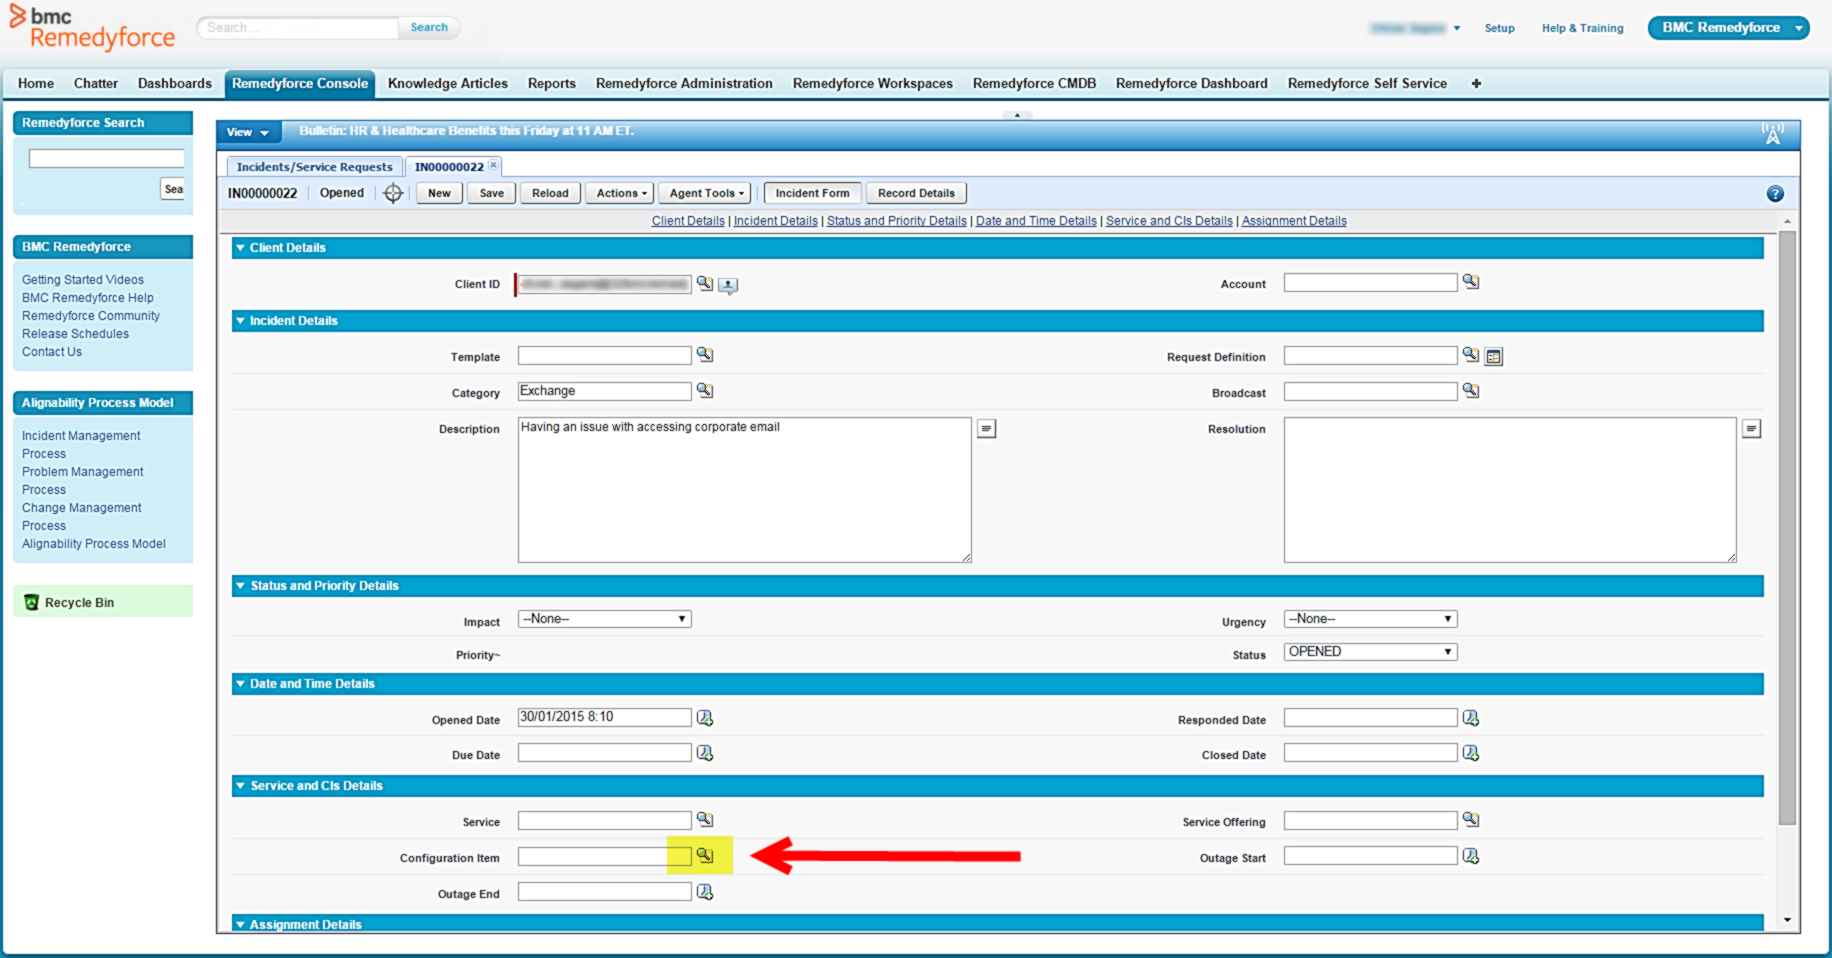 bmc
Remedyforce
Search...
Search
Setup
Help & Training
BMC Remedyforce
Home
Chatter
Dashboards
Remedyforce Console
Knowledge Articles
Reports
Remedyforce Administration
Remedyforce Workspaces
Remedyforce CMDB
Remedyforce Dashboard
Remedyforce Self Service
+
Remedyforce Search
Sea
BMC Remedyforce
Getting Started Videos
BMC Remedyforce Help
Remedyforce Community
Release Schedules
Contact Us
Alignability Process Model
Incident Management
Process
Problem Management
Process
Change Management
Process
Alignability Process Model
Recycle Bin
View
Bulletin: HR & Healthcare Benefits this Friday at 11 AM ET.
Incidents/Service Requests
IN00000022
IN00000022 | Opened
New
Save
Reload
Actions
Agent Tools
Incident Form
Record Details
Client Details | Incident Details | Status and Priority Details | Date and Time Details | Service and CIs Details | Assignment Details
Client Details
Client ID
Account
Incident Details
Template
Request Definition
Category
Exchange
Broadcast
Description
Having an issue with accessing corporate email
Resolution
Status and Priority Details
Impact
--None--
Urgency
--None--
Priority~
Status
OPENED
Date and Time Details
Opened Date
30/01/2015 8:10
Responded Date
Due Date
Closed Date
Service and CIs Details
Service
Service Offering
Configuration Item
Outage Start
Outage End
Assignment Details